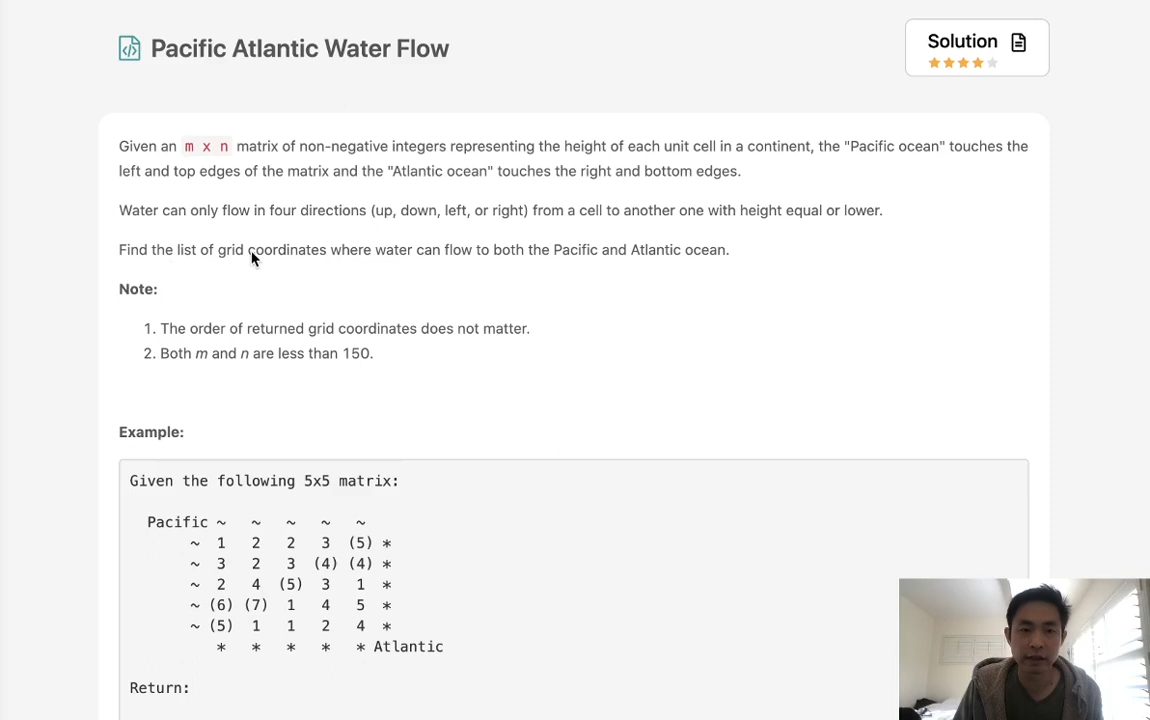 Pacific Atlantic Water Flow
Solution
Given an m x n matrix of non-negative integers representing the height of each unit cell in a continent, the "Pacific ocean" touches the
left and top edges of the matrix and the "Atlantic ocean" touches the right and bottom edges.
Water can only flow in four directions (up, down, left, or right) from a cell to another one with height equal or lower.
Find the list of grid coordinates where water can flow to both the Pacific and Atlantic ocean.
Note:
1. The order of returned grid coordinates does not matter.
2. Both m and n are less than 150.
Example:
Given the following 5x5 matrix:
Pacific ~ ~ ~ ~ ~
~ 1 2 2 3 (5) *
~ 3 2 3 (4) (4) *
~ 2 4 (5) 3 1 *
~ (6) (7) 1 4 5 *
~ (5) 1 1 2 4 *
* * * * * Atlantic
Return: